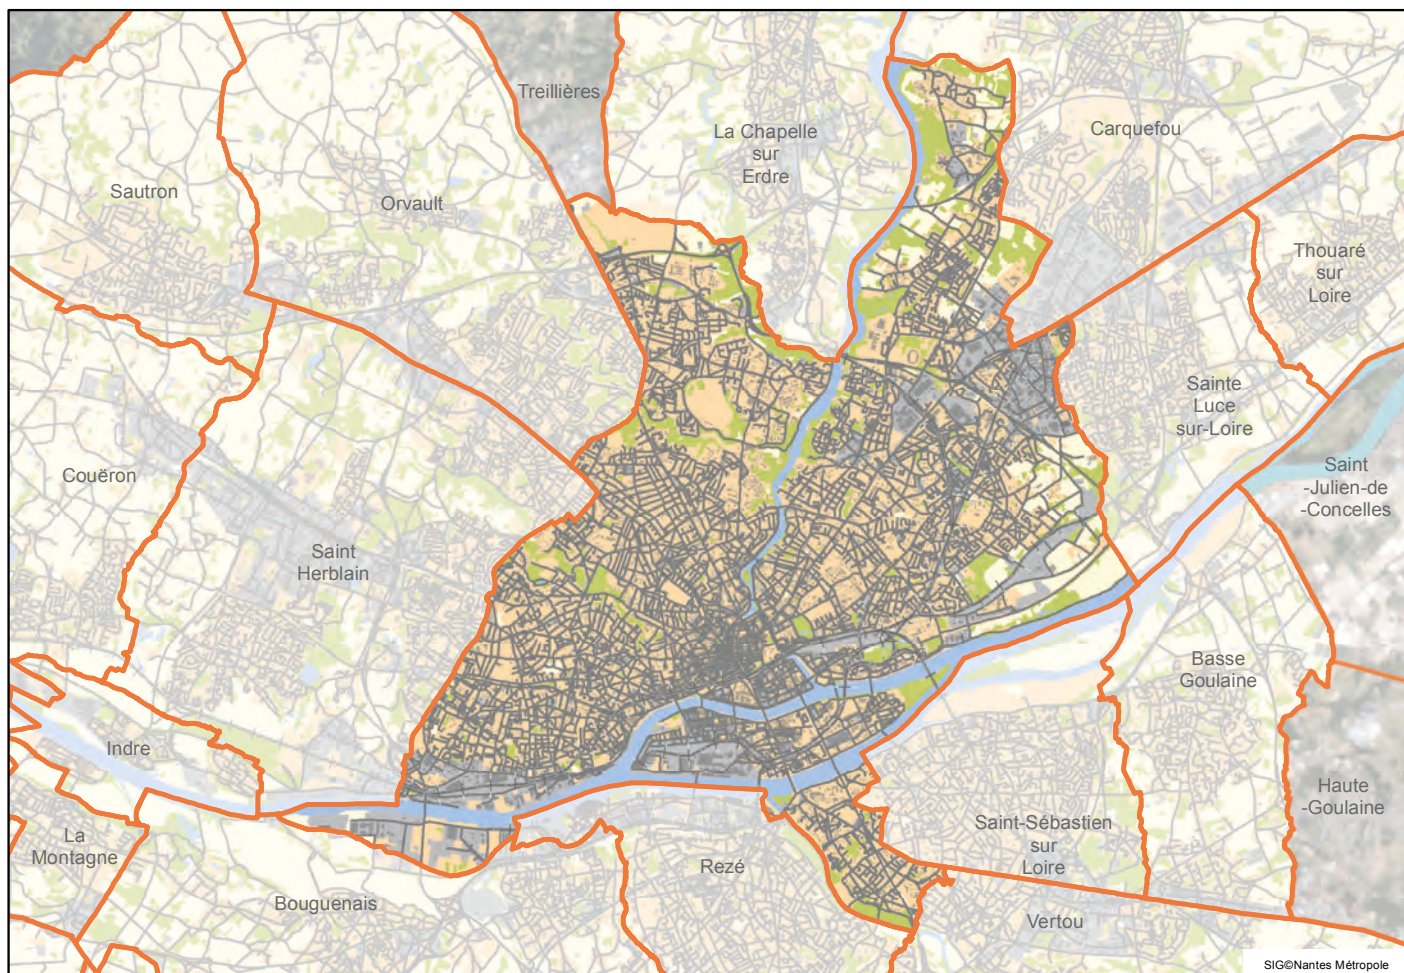 Treillières
La Chapelle
sur
Erdre
Carquefou
Sautron
Orvault
Thouaré
sur
Loire
Sainte
Luce
sur-Loire
Couëron
Saint
-Julien-de
-Concelles
Saint
Herblain
Basse
Goulaine
Indre
Haute
-Goulaine
La
Montagne
Saint-Sébastien
sur
Loire
Rezé
Bouguenais
Vertou
SIG©Nantes Métropole